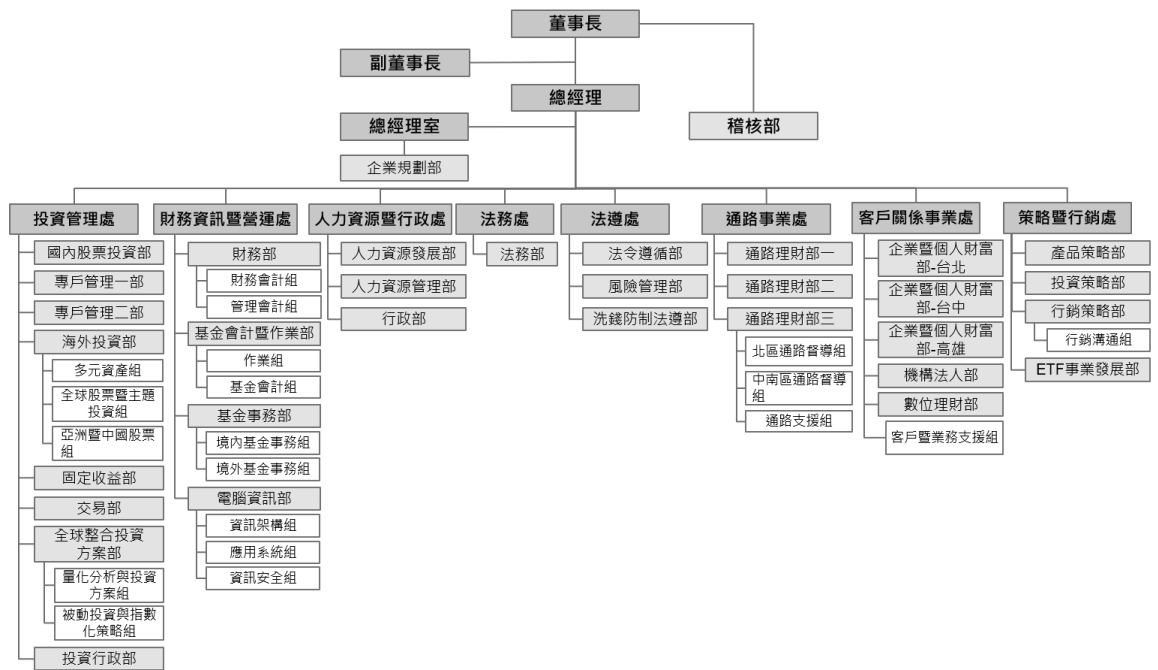 董事長
副董事長
總經理
總經理室
稽核部
企業規劃部
投資管理處
國內股票投資部
專戶管理一部
專戶管理二部
海外投資部
多元資產組
全球股票暨主題
投資組
亞洲暨中國股票
組
固定收益部
交易部
全球整合投資
方案部
量化分析與投資
方案組
被動投資與指數
化策略組
投資行政部
財務資訊暨營運處
財務部
財務會計組
管理會計組
基金會計暨作業部
作業組
基金會計組
基金事務部
境內基金事務組
境外基金事務組
電腦資訊部
資訊架構組
應用系統組
資訊安全組
人力資源暨行政處
人力資源發展部
人力資源管理部
行政部
法務處
法務部
法遵處
法令遵循部
風險管理部
洗錢防制法遵部
通路事業處
通路理財部一
通路理財部二
通路理財部三
北區通路督導組
中南區通路督導
組
通路支援組
客戶關係事業處
企業暨個人財富
部-台北
企業暨個人財富
部-台中
企業暨個人財富
部-高雄
機構法人部
數位理財部
客戶暨業務支援組
策略暨行銷處
產品策略部
投資策略部
行銷策略部
行銷溝通組
ETF事業發展部